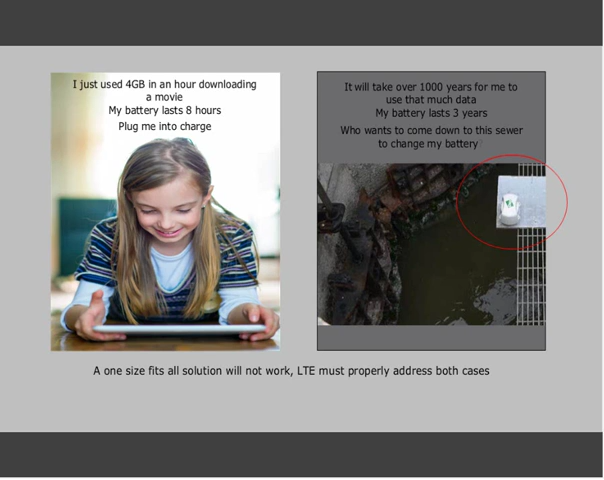 I just used 4GB in an hour downloading
a movie
My battery lasts 8 hours
Plug me into charge
It will take over 1000 years for me to
use that much data
My battery lasts 3 years
Who wants to come down to this sewer
to change my battery?
A one size fits all solution will not work, LTE must properly address both cases